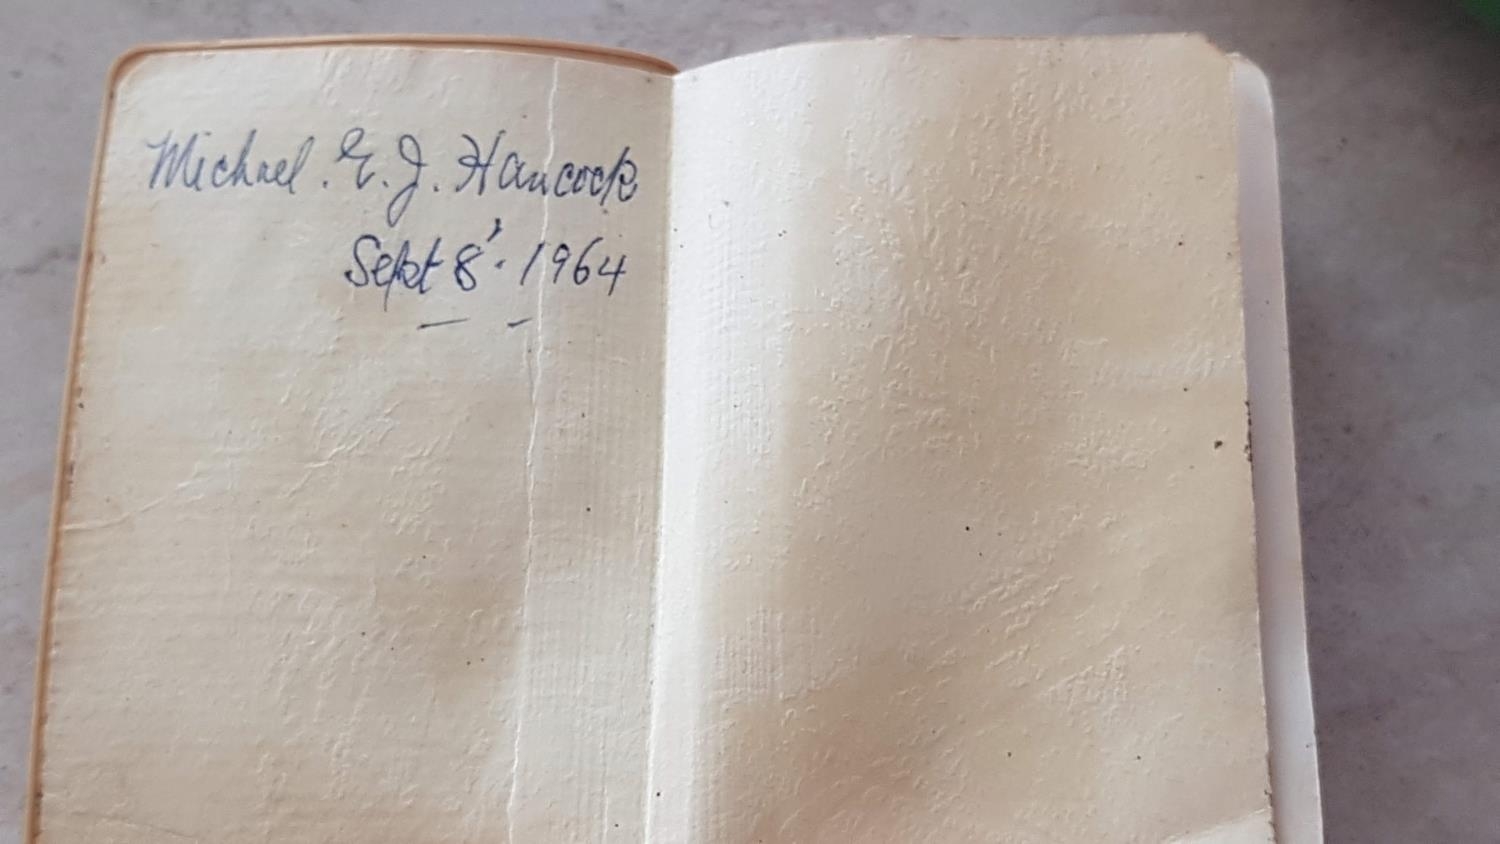 Michael. E. J. Hancock
Sept 8'. 1964